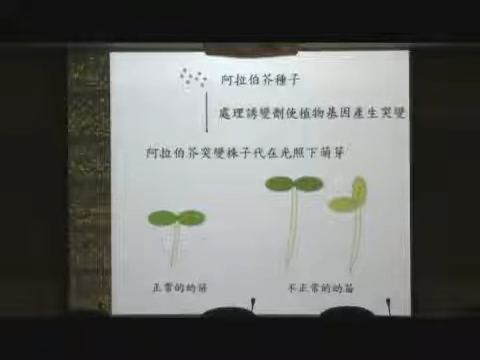 阿拉伯芥種子
處理誘變劑使植物基因產生突變
阿拉伯芥突變株子代在光照下萌芽
正常的幼苗
不正常的幼苗